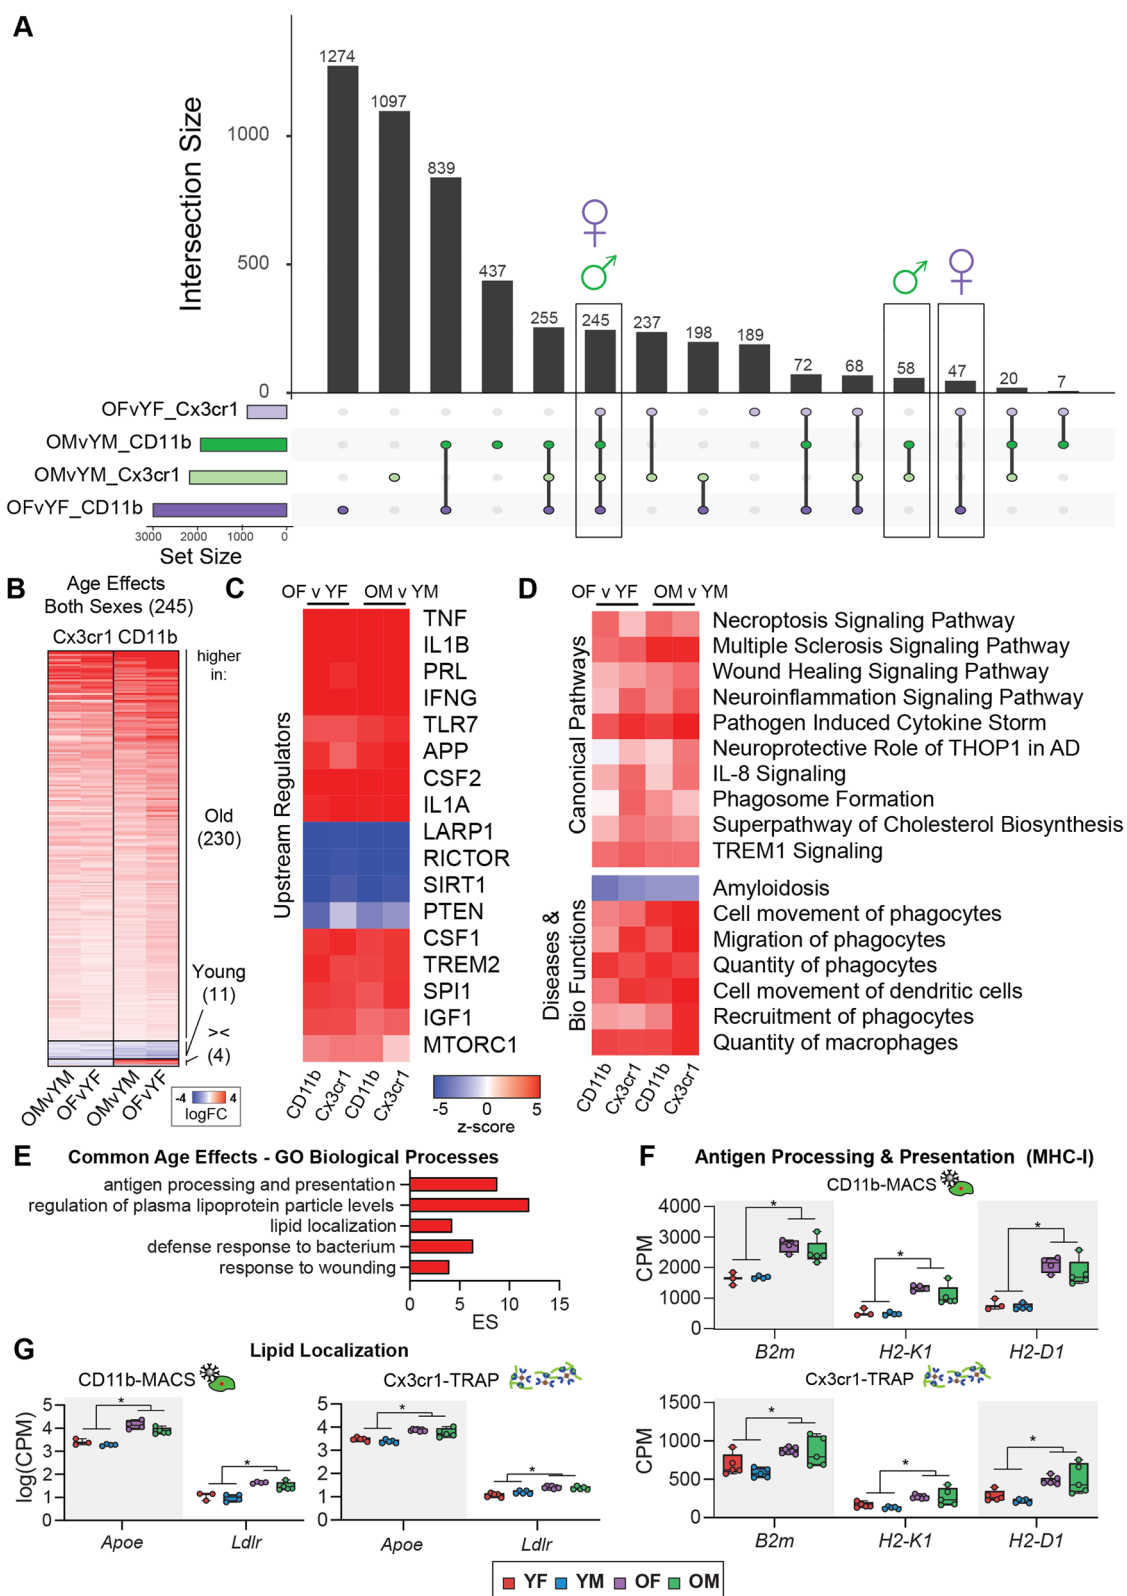 A
Intersection Size
1000
500
0
1274
1097
839
437
255
245
237
198
189
72
68
58
47
20
7
OFvYF_Cx3cr1
OMvYM_CD11b
OMvYM_Cx3cr1
OFvYF_CD11b
3000 2000 1000 0
Set Size
B
Age Effects
Both Sexes (245)
Cx3cr1 CD11b
higher
in:
Old
(230)
Young
(11)
><
(4)
OMvYM
OFvYF
OMvYM
OFvYF
-4 4
logFC
C
OF v YF OM v YM
Upstream Regulators
TNF
IL1B
PRL
IFNG
TLR7
APP
CSF2
IL1A
LARP1
RICTOR
SIRT1
PTEN
CSF1
TREM2
SPI1
IGF1
MTORC1
CD11b
Cx3cr1
CD11b
Cx3cr1
-5 0 5
z-score
D
OF v YF OM v YM
Canonical Pathways
Necroptosis Signaling Pathway
Multiple Sclerosis Signaling Pathway
Wound Healing Signaling Pathway
Neuroinflammation Signaling Pathway
Pathogen Induced Cytokine Storm
Neuroprotective Role of THOP1 in AD
IL-8 Signaling
Phagosome Formation
Superpathway of Cholesterol Biosynthesis
TREM1 Signaling
Diseases &
Bio Functions
Amyloidosis
Cell movement of phagocytes
Migration of phagocytes
Quantity of phagocytes
Cell movement of dendritic cells
Recruitment of phagocytes
Quantity of macrophages
CD11b
Cx3cr1
CD11b
Cx3cr1
E
Common Age Effects - GO Biological Processes
antigen processing and presentation
regulation of plasma lipoprotein particle levels
lipid localization
defense response to bacterium
response to wounding
0 5 10 15
ES
F
Antigen Processing & Presentation (MHC-I)
CD11b-MACS
CPM
4000
3000
2000
1000
0
* * *
B2m H2-K1 H2-D1
Cx3cr1-TRAP
CPM
1500
1000
500
0
* * *
B2m H2-K1 H2-D1
G
Lipid Localization
CD11b-MACS
log(CPM)
5
4
3
2
1
0
* *
Apoe Ldlr
Cx3cr1-TRAP
5
4
3
2
1
0
* *
Apoe Ldlr
YF YM OF OM